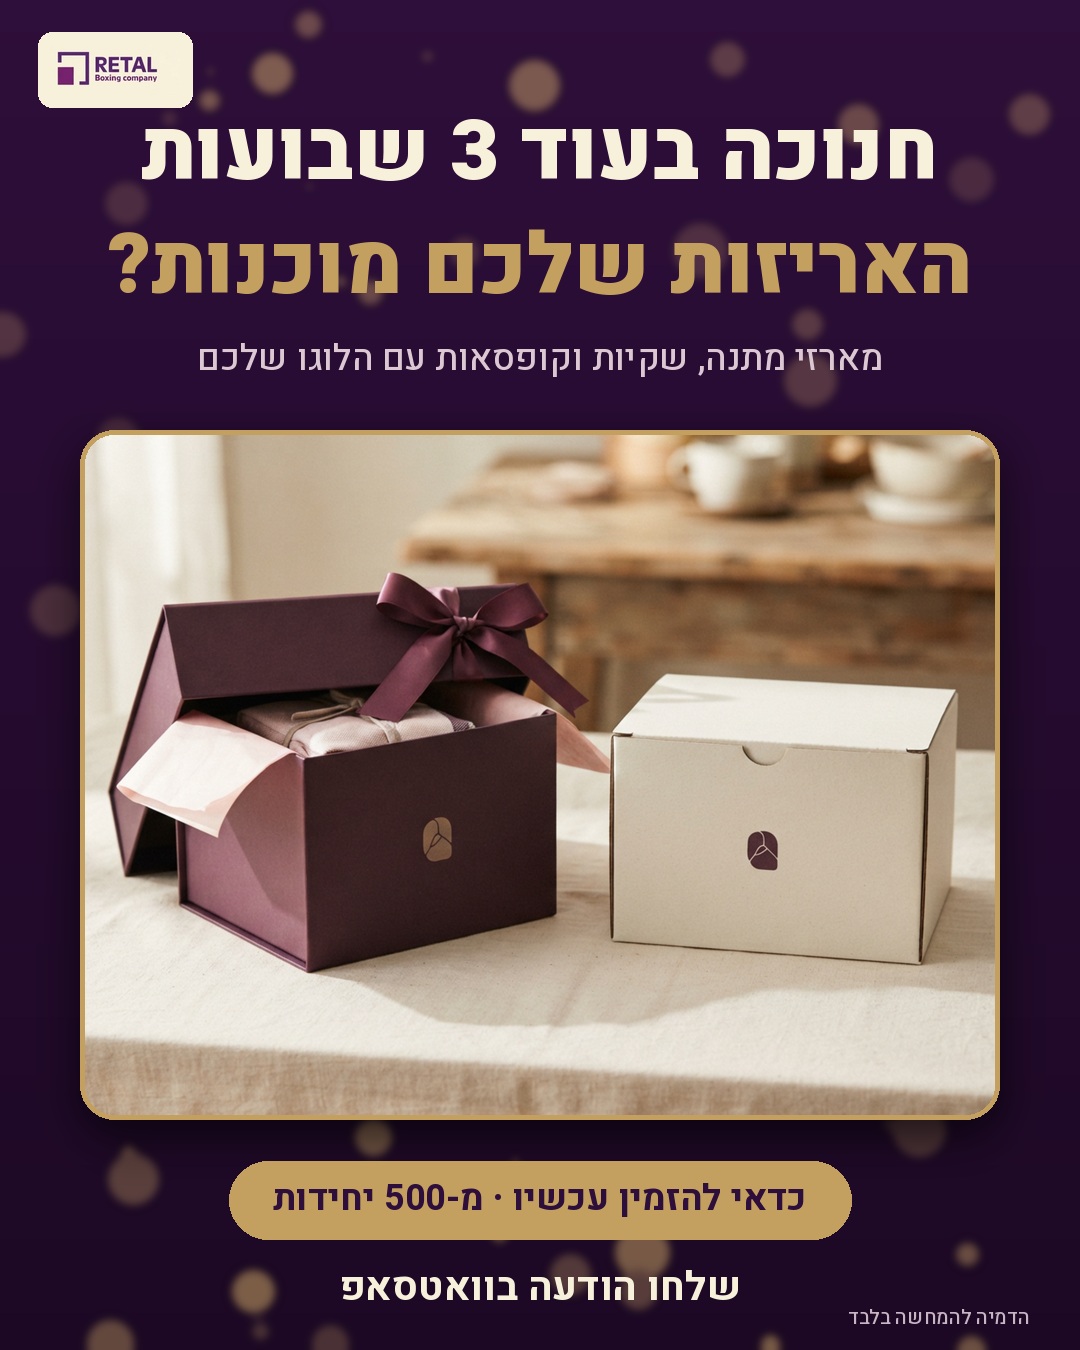 RETAL
Boxing company
חנוכה בעוד 3 שבועות
האריזות שלכם מוכנות?
מארזי מתנה, שקיות וקופסאות עם הלוגו שלכם
כדאי להזמין עכשיו · מ-500 יחידות
שלחו הודעה בוואטסאפ
הדמיה להמחשה בלבד